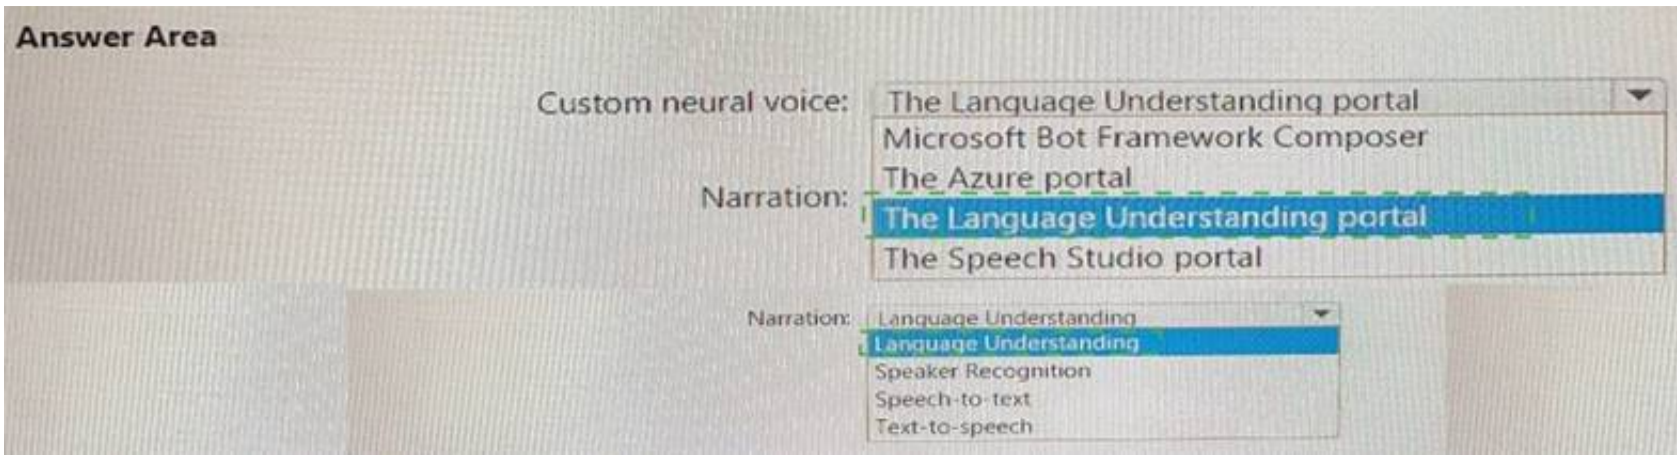 Answer Area
Custom neural voice: The Language Understanding portal
Microsoft Bot Framework Composer
The Azure portal
Narration:
The Language Understanding portal
The Speech Studio portal
Narration: Language Understanding
Language Understanding
Speaker Recognition
Speech-to-text
Text-to-speech